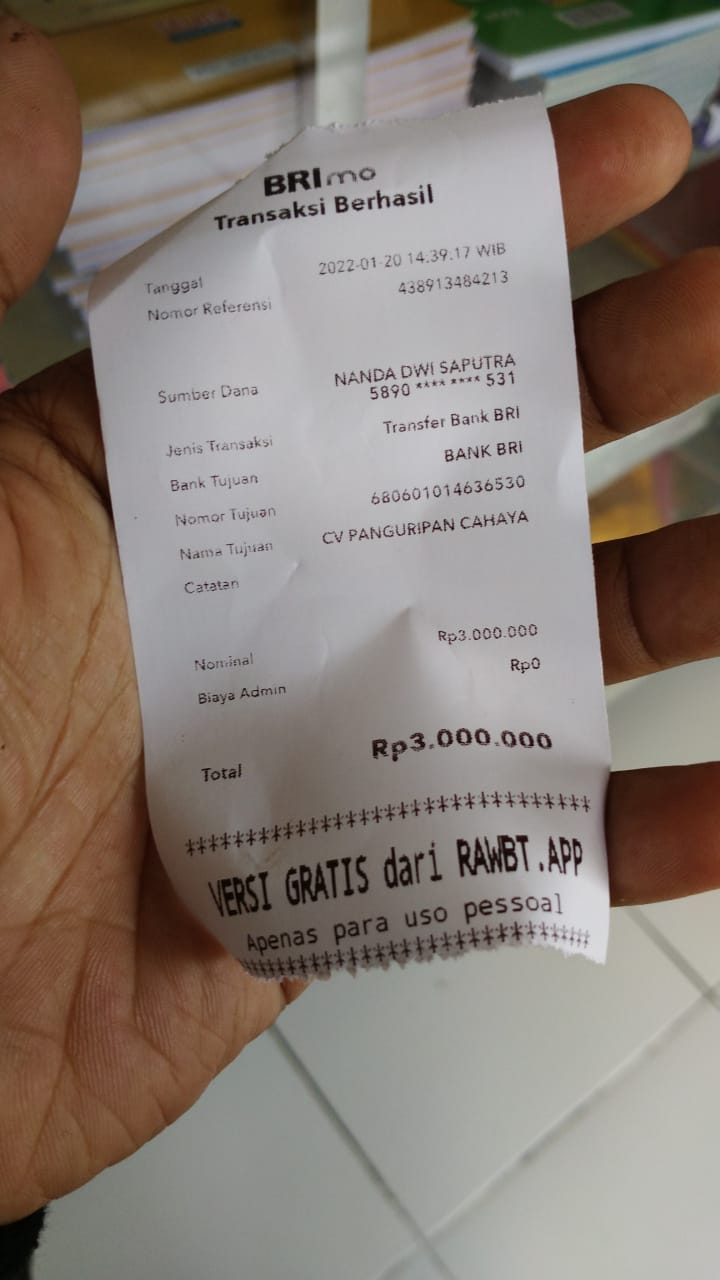 BRImo
Transaksi Berhasil
Tanggal 2022-01-20 14:39:17 WIB
Nomor Referensi 438913484213
Sumber Dana NANDA DWI SAPUTRA
5890 **** **** 531
Jenis Transaksi Transfer Bank BRI
Bank Tujuan BANK BRI
Nomor Tujuan 680601014636530
Nama Tujuan CV PANGURIPAN CAHAYA
Catatan
Nominal Rp3.000.000
Biaya Admin Rp0
Total Rp3.000.000
********************************
VERSI GRATIS dari RAWBT.APP
Apenas para uso pessoal
********************************